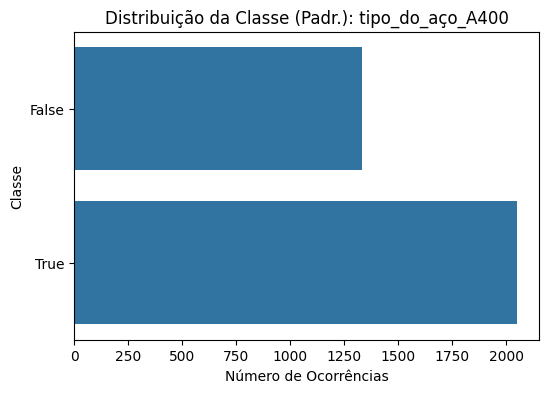 Distribuição da Classe (Padr.): tipo_do_aço_A400
Classe
False
True
0 250 500 750 1000 1250 1500 1750 2000
Número de Ocorrências